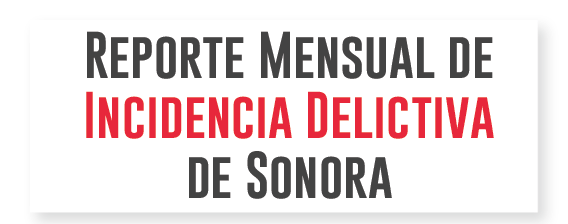 Reporte Mensual de
Incidencia Delictiva
de Sonora